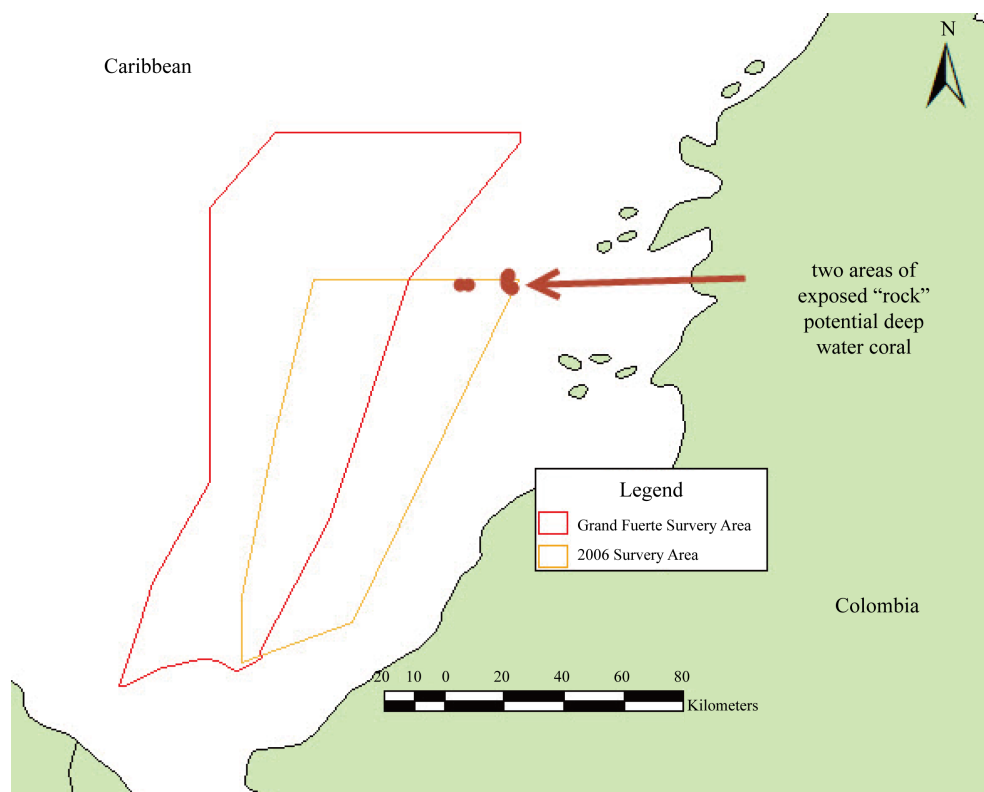 Caribbean
N
two areas of
exposed “rock”
potential deep
water coral
Legend
Grand Fuerte Survery Area
2006 Survery Area
Colombia
20 10 0 20 40 60 80
Kilometers